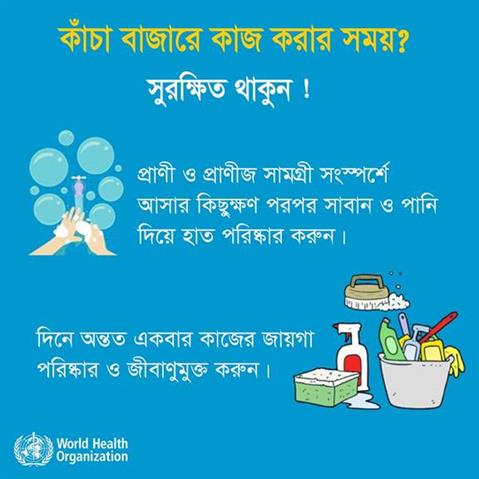 কাঁচা বাজারে কাজ করার সময়?
সুরক্ষিত থাকুন !
প্রাণী ও প্রাণীজ সামগ্রী সংস্পর্শে
আসার কিছুক্ষণ পরপর সাবান ও পানি
দিয়ে হাত পরিষ্কার করুন।
দিনে অন্তত একবার কাজের জায়গা
পরিষ্কার ও জীবাণুমুক্ত করুন।
World Health
Organization